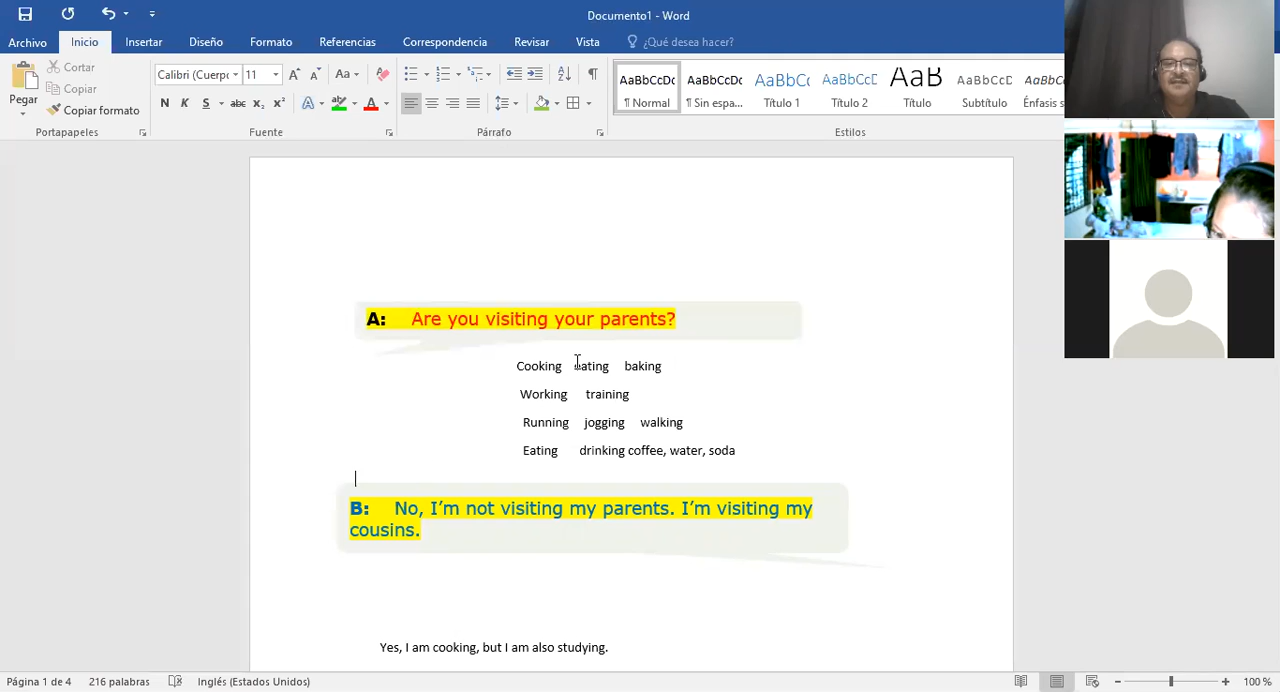 Documento1 - Word
Archivo Inicio Insertar Diseño Formato Referencias Correspondencia Revisar Vista ¿Qué desea hacer?
Pegar Cortar Copiar Copiar formato
Calibri (Cuerpo 11
AaBbCcDc AaBbCcDc AaBbCc AaBbCcD AaB AaBbCcD AaBbCcD
¶ Normal ¶ Sin espa... Título 1 Título 2 Título Subtítulo Énfasis s
Portapapeles Fuente Párrafo Estilos
A: Are you visiting your parents?
Cooking eating baking
Working training
Running jogging walking
Eating drinking coffee, water, soda
B: No, I'm not visiting my parents. I'm visiting my
cousins.
Yes, I am cooking, but I am also studying.
Página 1 de 4 216 palabras Inglés (Estados Unidos) 100 %